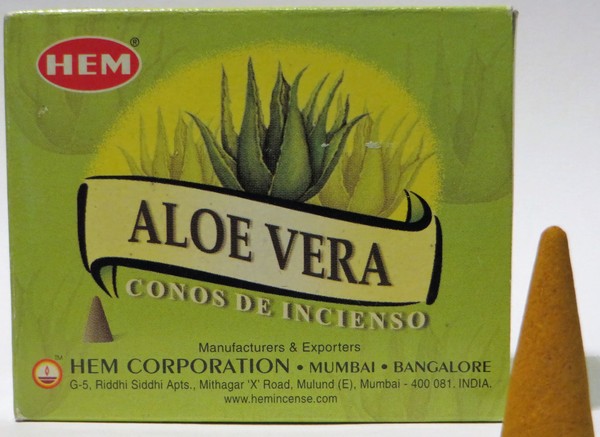 HEM®
ALOE VERA
CONOS DE INCIENSO
Manufacturers & Exporters
™ HEM CORPORATION • MUMBAI • BANGALORE
G-5, Riddhi Siddhi Apts., Mithagar 'X' Road, Mulund (E), Mumbai - 400 081. INDIA.
www.hemincense.com